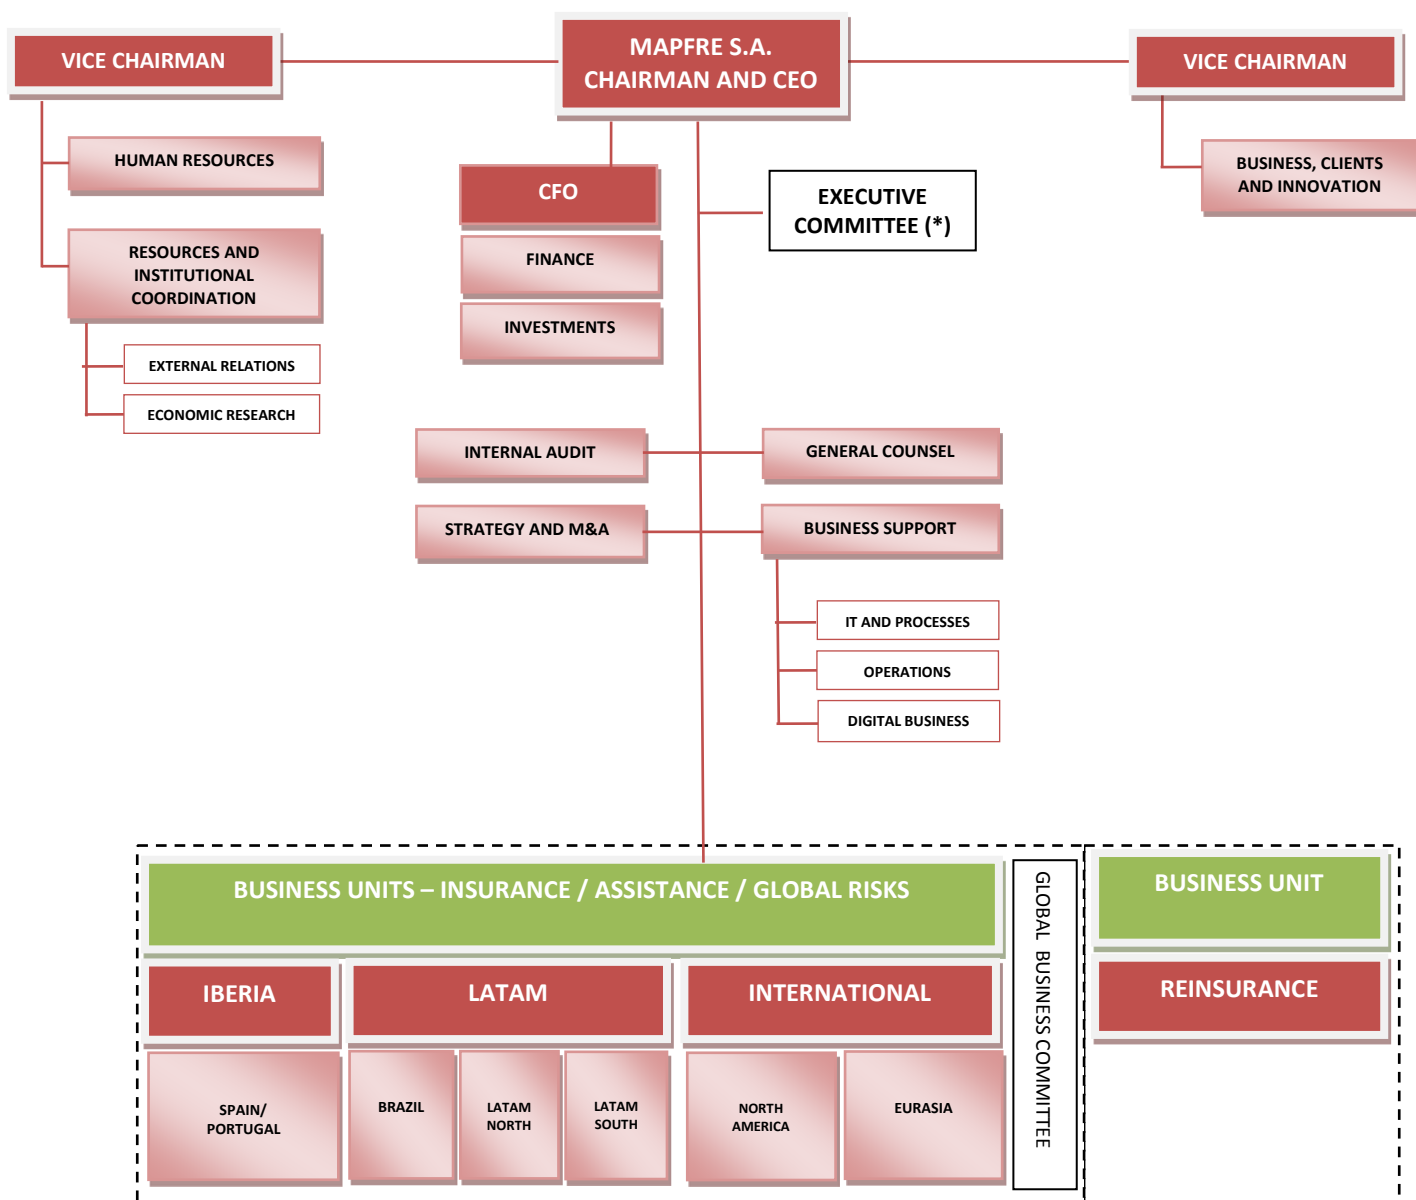 VICE CHAIRMAN
MAPFRE S.A.
CHAIRMAN AND CEO
VICE CHAIRMAN
HUMAN RESOURCES
RESOURCES AND
INSTITUTIONAL
COORDINATION
EXTERNAL RELATIONS
ECONOMIC RESEARCH
CFO
FINANCE
INVESTMENTS
EXECUTIVE
COMMITTEE (*)
BUSINESS, CLIENTS
AND INNOVATION
INTERNAL AUDIT
GENERAL COUNSEL
STRATEGY AND M&A
BUSINESS SUPPORT
IT AND PROCESSES
OPERATIONS
DIGITAL BUSINESS
BUSINESS UNITS – INSURANCE / ASSISTANCE / GLOBAL RISKS
GLOBAL BUSINESS COMMITTEE
BUSINESS UNIT
IBERIA
LATAM
INTERNATIONAL
REINSURANCE
SPAIN/
PORTUGAL
BRAZIL
LATAM
NORTH
LATAM
SOUTH
NORTH
AMERICA
EURASIA